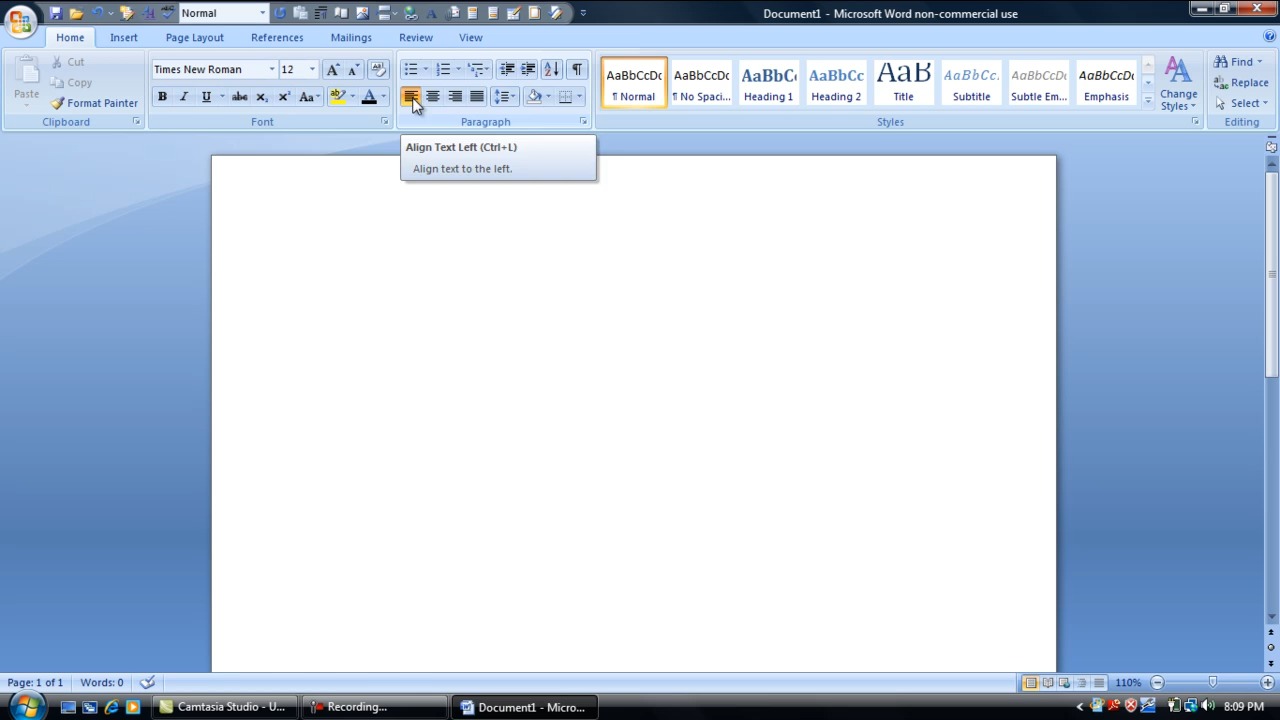 Normal
Document1 - Microsoft Word non-commercial use
Home Insert Page Layout References Mailings Review View
Cut
Copy
Paste
Format Painter
Clipboard
Times New Roman 12
B I U
Aa
A
Font
Paragraph
Align Text Left (Ctrl+L)
Align text to the left.
AaBbCcDc AaBbCcDc AaBbC AaBbCc AaB AaBbCc. AaBbCcDc AaBbCcDc
¶ Normal ¶ No Spaci... Heading 1 Heading 2 Title Subtitle Subtle Em... Emphasis
Change
Styles
Styles
Find
Replace
Select
Editing
Page: 1 of 1 Words: 0
110%
Camtasia Studio - U...
Recording...
Document1 - Micro...
8:09 PM